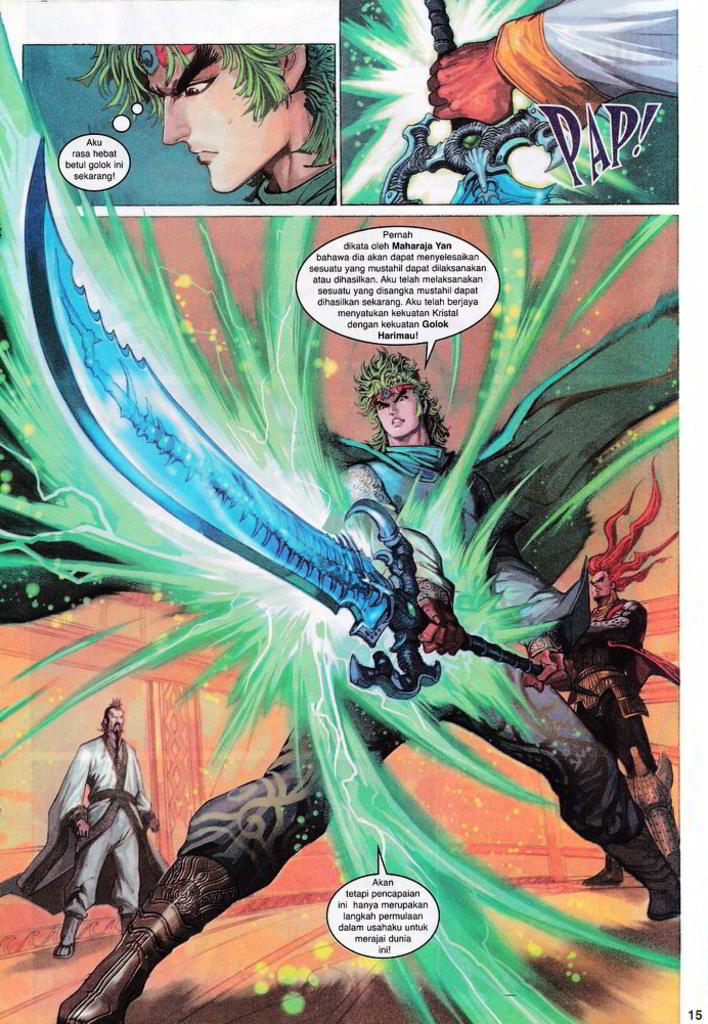 Aku
rasa hebat
betul golok ini
sekarang!
PAP!
Pernah
dikata oleh Maharaja Yan
bahawa dia akan dapat menyelesaikan
sesuatu yang mustahil dapat dilaksanakan
atau dihasilkan. Aku telah melaksanakan
sesuatu yang disangka mustahil dapat
dihasilkan sekarang. Aku telah berjaya
menyatukan kekuatan Kristal
dengan kekuatan Golok
Harimau!
Akan
tetapi pencapaian
ini hanya merupakan
langkah permulaan
dalam usahaku untuk
merajai dunia
ini!
15